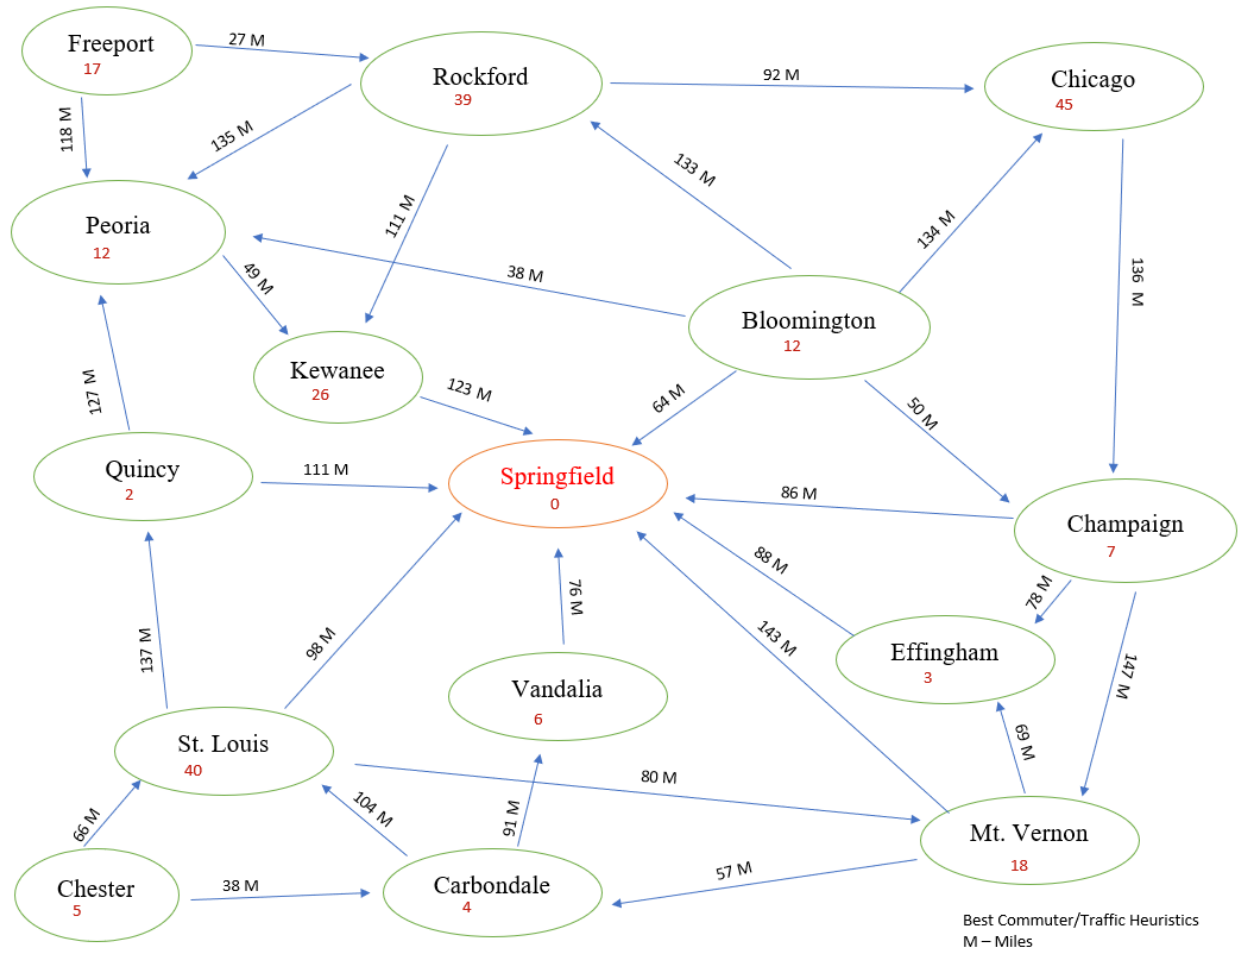 Freeport
17
27 M
Rockford
39
92 M
Chicago
45
118 M
135 M
133 M
134 M
111 M
136 M
Peoria
12
49 M
38 M
Bloomington
12
Kewanee
26
123 M
64 M
50 M
127 M
Quincy
2
111 M
Springfield
0
86 M
Champaign
7
137 M
98 M
76 M
88 M
78 M
143 M
Effingham
3
147 M
Vandalia
6
69 M
St. Louis
40
80 M
66 M
104 M
91 M
Mt. Vernon
18
57 M
Chester
5
38 M
Carbondale
4
Best Commuter/Traffic Heuristics
M – Miles